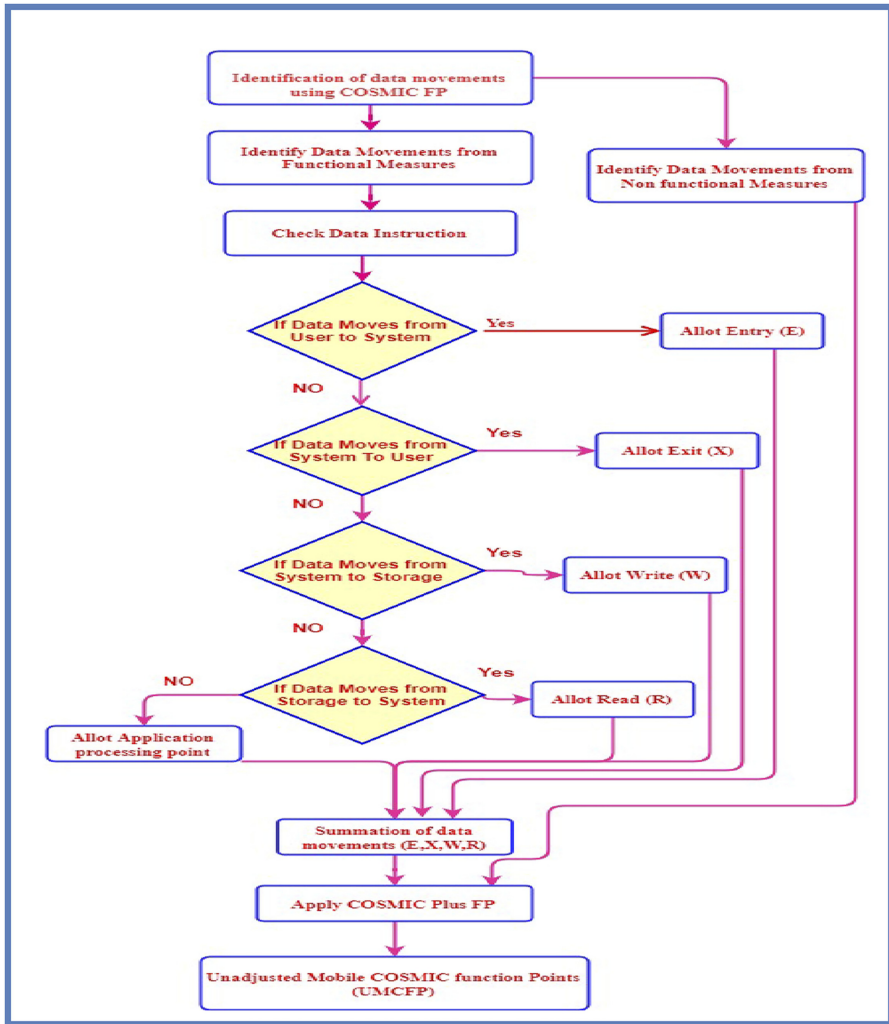 Identification of data movements
using COSMIC FP
Identify Data Movements from
Functional Measures
Identify Data Movements from
Non functional Measures
Check Data Instruction
If Data Moves from
User to System
Yes
Allot Entry (E)
NO
If Data Moves from
System To User
Yes
Allot Exit (X)
NO
If Data Moves from
System to Storage
Yes
Allot Write (W)
NO
If Data Moves from
Storage to System
Yes
Allot Read (R)
NO
Allot Application
processing point
Summation of data
movements (E,X,W,R)
Apply COSMIC Plus FP
Unadjusted Mobile COSMIC function Points
(UMCFP)